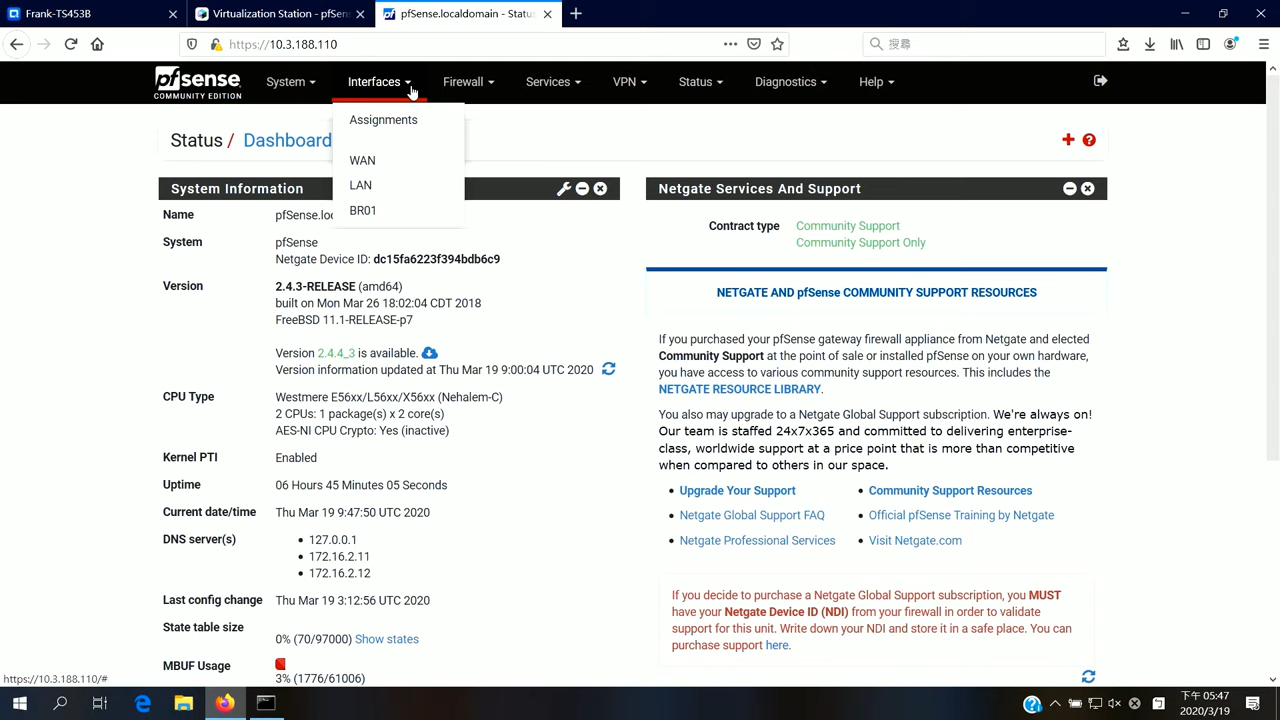 Frank-TS453B
Virtualization Station - pfSen
pfSense.localdomain - Statu
https://10.3.188.110
搜尋
pfsense
COMMUNITY EDITION
System
Interfaces
Firewall
Services
VPN
Status
Diagnostics
Help
Assignments
WAN
LAN
BR01
Status / Dashboard
System Information
Name
pfSense.lo
System
pfSense
Netgate Device ID: dc15fa6223f394bdb6c9
Version
2.4.3-RELEASE (amd64)
built on Mon Mar 26 18:02:04 CDT 2018
FreeBSD 11.1-RELEASE-p7
Version 2.4.4_3 is available.
Version information updated at Thu Mar 19 9:00:04 UTC 2020
CPU Type
Westmere E56xx/L56xx/X56xx (Nehalem-C)
2 CPUs: 1 package(s) x 2 core(s)
AES-NI CPU Crypto: Yes (inactive)
Kernel PTI
Enabled
Uptime
06 Hours 45 Minutes 05 Seconds
Current date/time
Thu Mar 19 9:47:50 UTC 2020
DNS server(s)
• 127.0.0.1
• 172.16.2.11
• 172.16.2.12
Last config change
Thu Mar 19 3:12:56 UTC 2020
State table size
0% (70/97000) Show states
MBUF Usage
3% (1776/61006)
Netgate Services And Support
Contract type
Community Support
Community Support Only
NETGATE AND pfSense COMMUNITY SUPPORT RESOURCES
If you purchased your pfSense gateway firewall appliance from Netgate and elected
Community Support at the point of sale or installed pfSense on your own hardware,
you have access to various community support resources. This includes the
NETGATE RESOURCE LIBRARY.
You also may upgrade to a Netgate Global Support subscription. We're always on!
Our team is staffed 24x7x365 and committed to delivering enterprise-
class, worldwide support at a price point that is more than competitive
when compared to others in our space.
• Upgrade Your Support
• Community Support Resources
• Netgate Global Support FAQ
• Official pfSense Training by Netgate
• Netgate Professional Services
• Visit Netgate.com
If you decide to purchase a Netgate Global Support subscription, you MUST
have your Netgate Device ID (NDI) from your firewall in order to validate
support for this unit. Write down your NDI and store it in a safe place. You can
purchase support here.
https://10.3.188.110/#
下午 05:47
2020/3/19